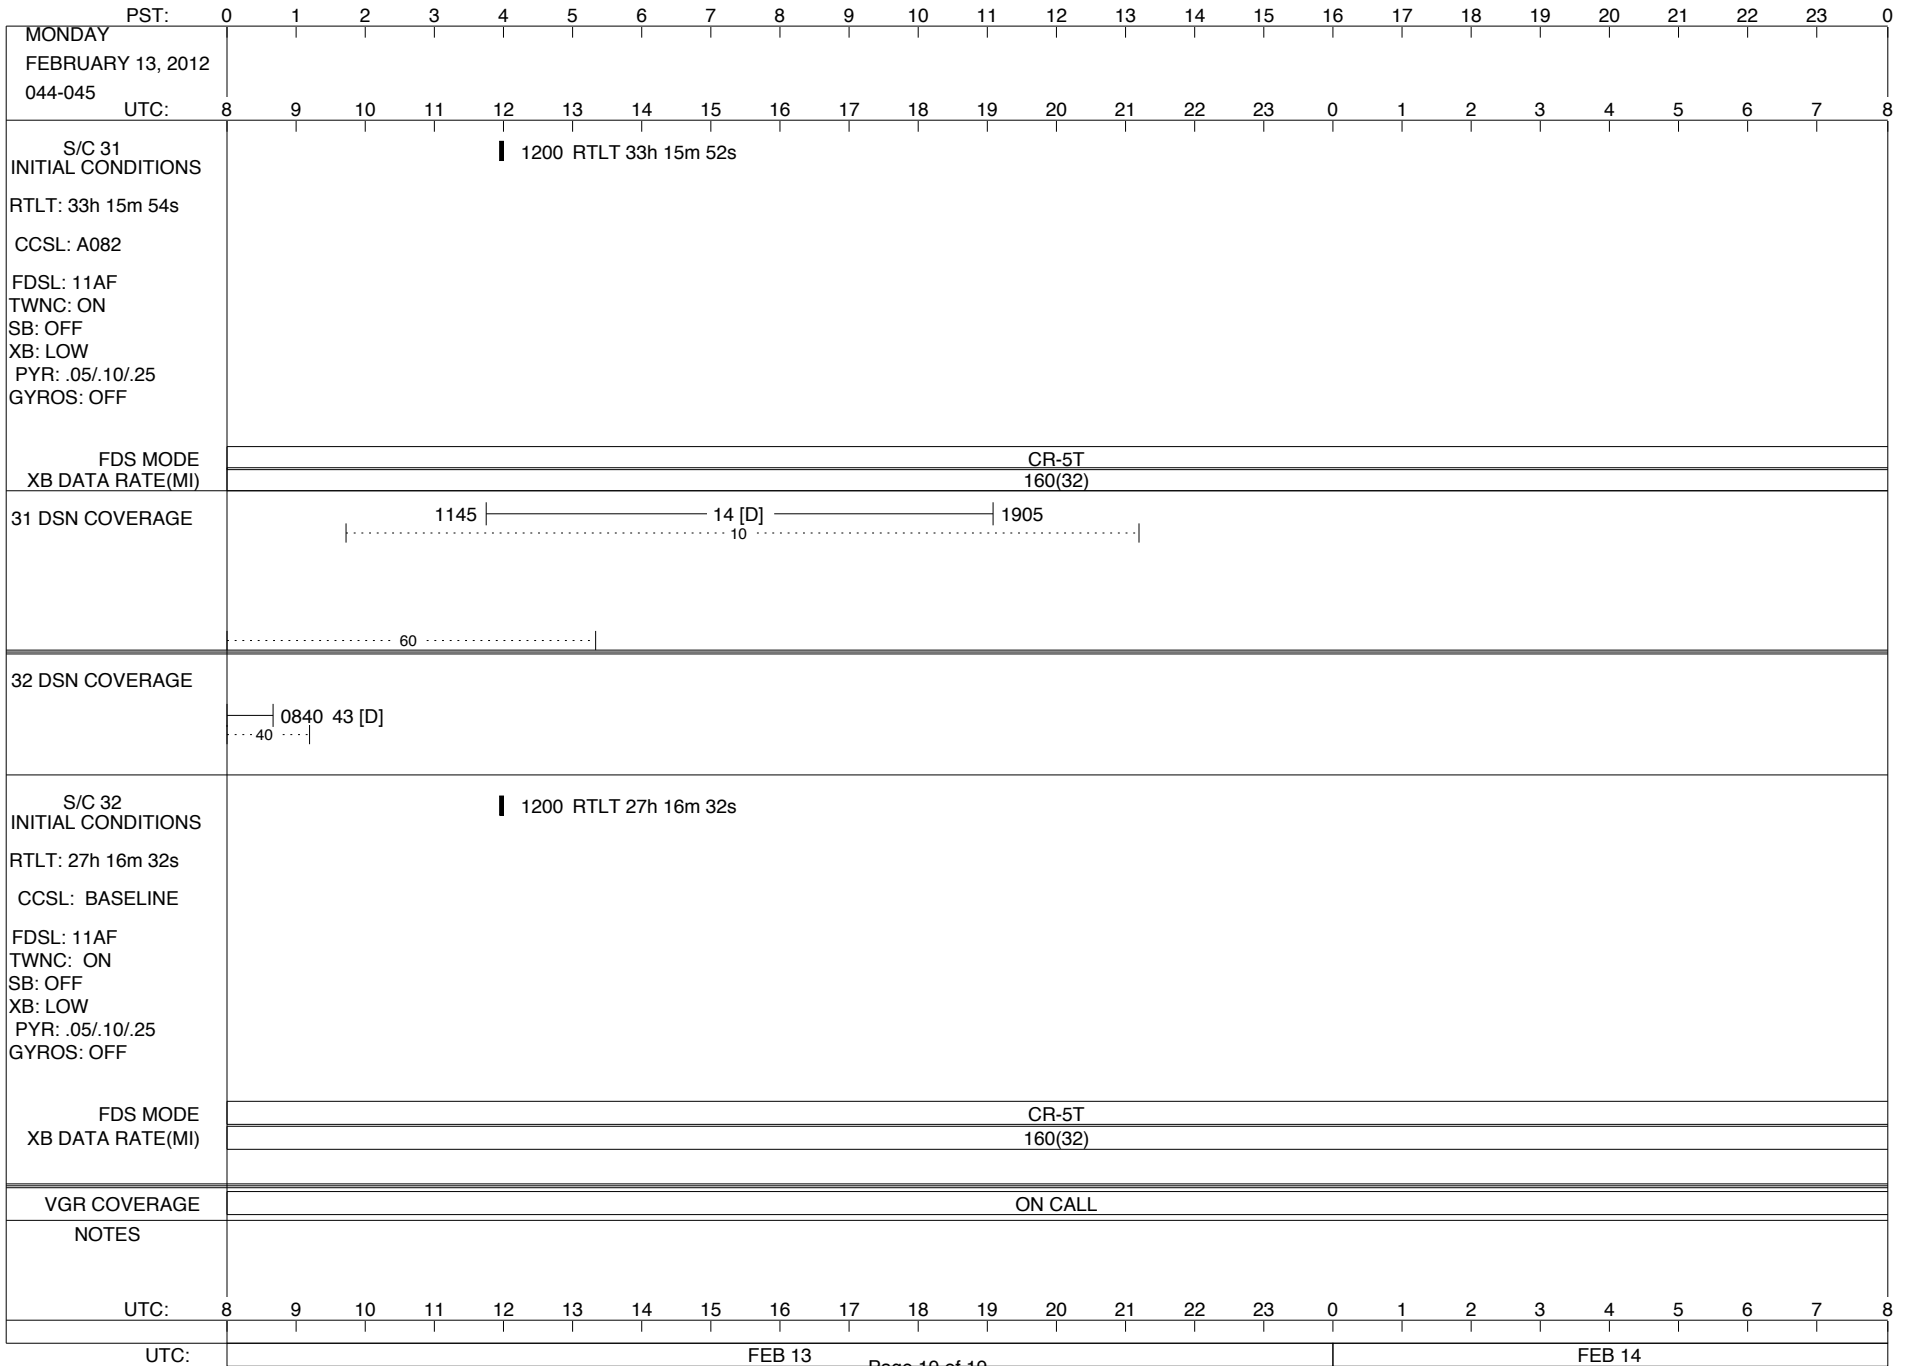 PST: 0 1 2 3 4 5 6 7 8 9 10 11 12 13 14 15 16 17 18 19 20 21 22 23 0
MONDAY
FEBRUARY 13, 2012
044-045
UTC: 8 9 10 11 12 13 14 15 16 17 18 19 20 21 22 23 0 1 2 3 4 5 6 7 8
S/C 31
INITIAL CONDITIONS
1200 RTLT 33h 15m 52s
RTLT: 33h 15m 54s
CCSL: A082
FDSL: 11AF
TWNC: ON
SB: OFF
XB: LOW
PYR: .05/.10/.25
GYROS: OFF
FDS MODE CR-5T
XB DATA RATE(MI) 160(32)
31 DSN COVERAGE 1145 14 [D] 1905
10
60
32 DSN COVERAGE
0840 43 [D]
40
S/C 32
INITIAL CONDITIONS
1200 RTLT 27h 16m 32s
RTLT: 27h 16m 32s
CCSL: BASELINE
FDSL: 11AF
TWNC: ON
SB: OFF
XB: LOW
PYR: .05/.10/.25
GYROS: OFF
FDS MODE CR-5T
XB DATA RATE(MI) 160(32)
VGR COVERAGE ON CALL
NOTES
UTC: 8 9 10 11 12 13 14 15 16 17 18 19 20 21 22 23 0 1 2 3 4 5 6 7 8
UTC: FEB 13 FEB 14
Page of